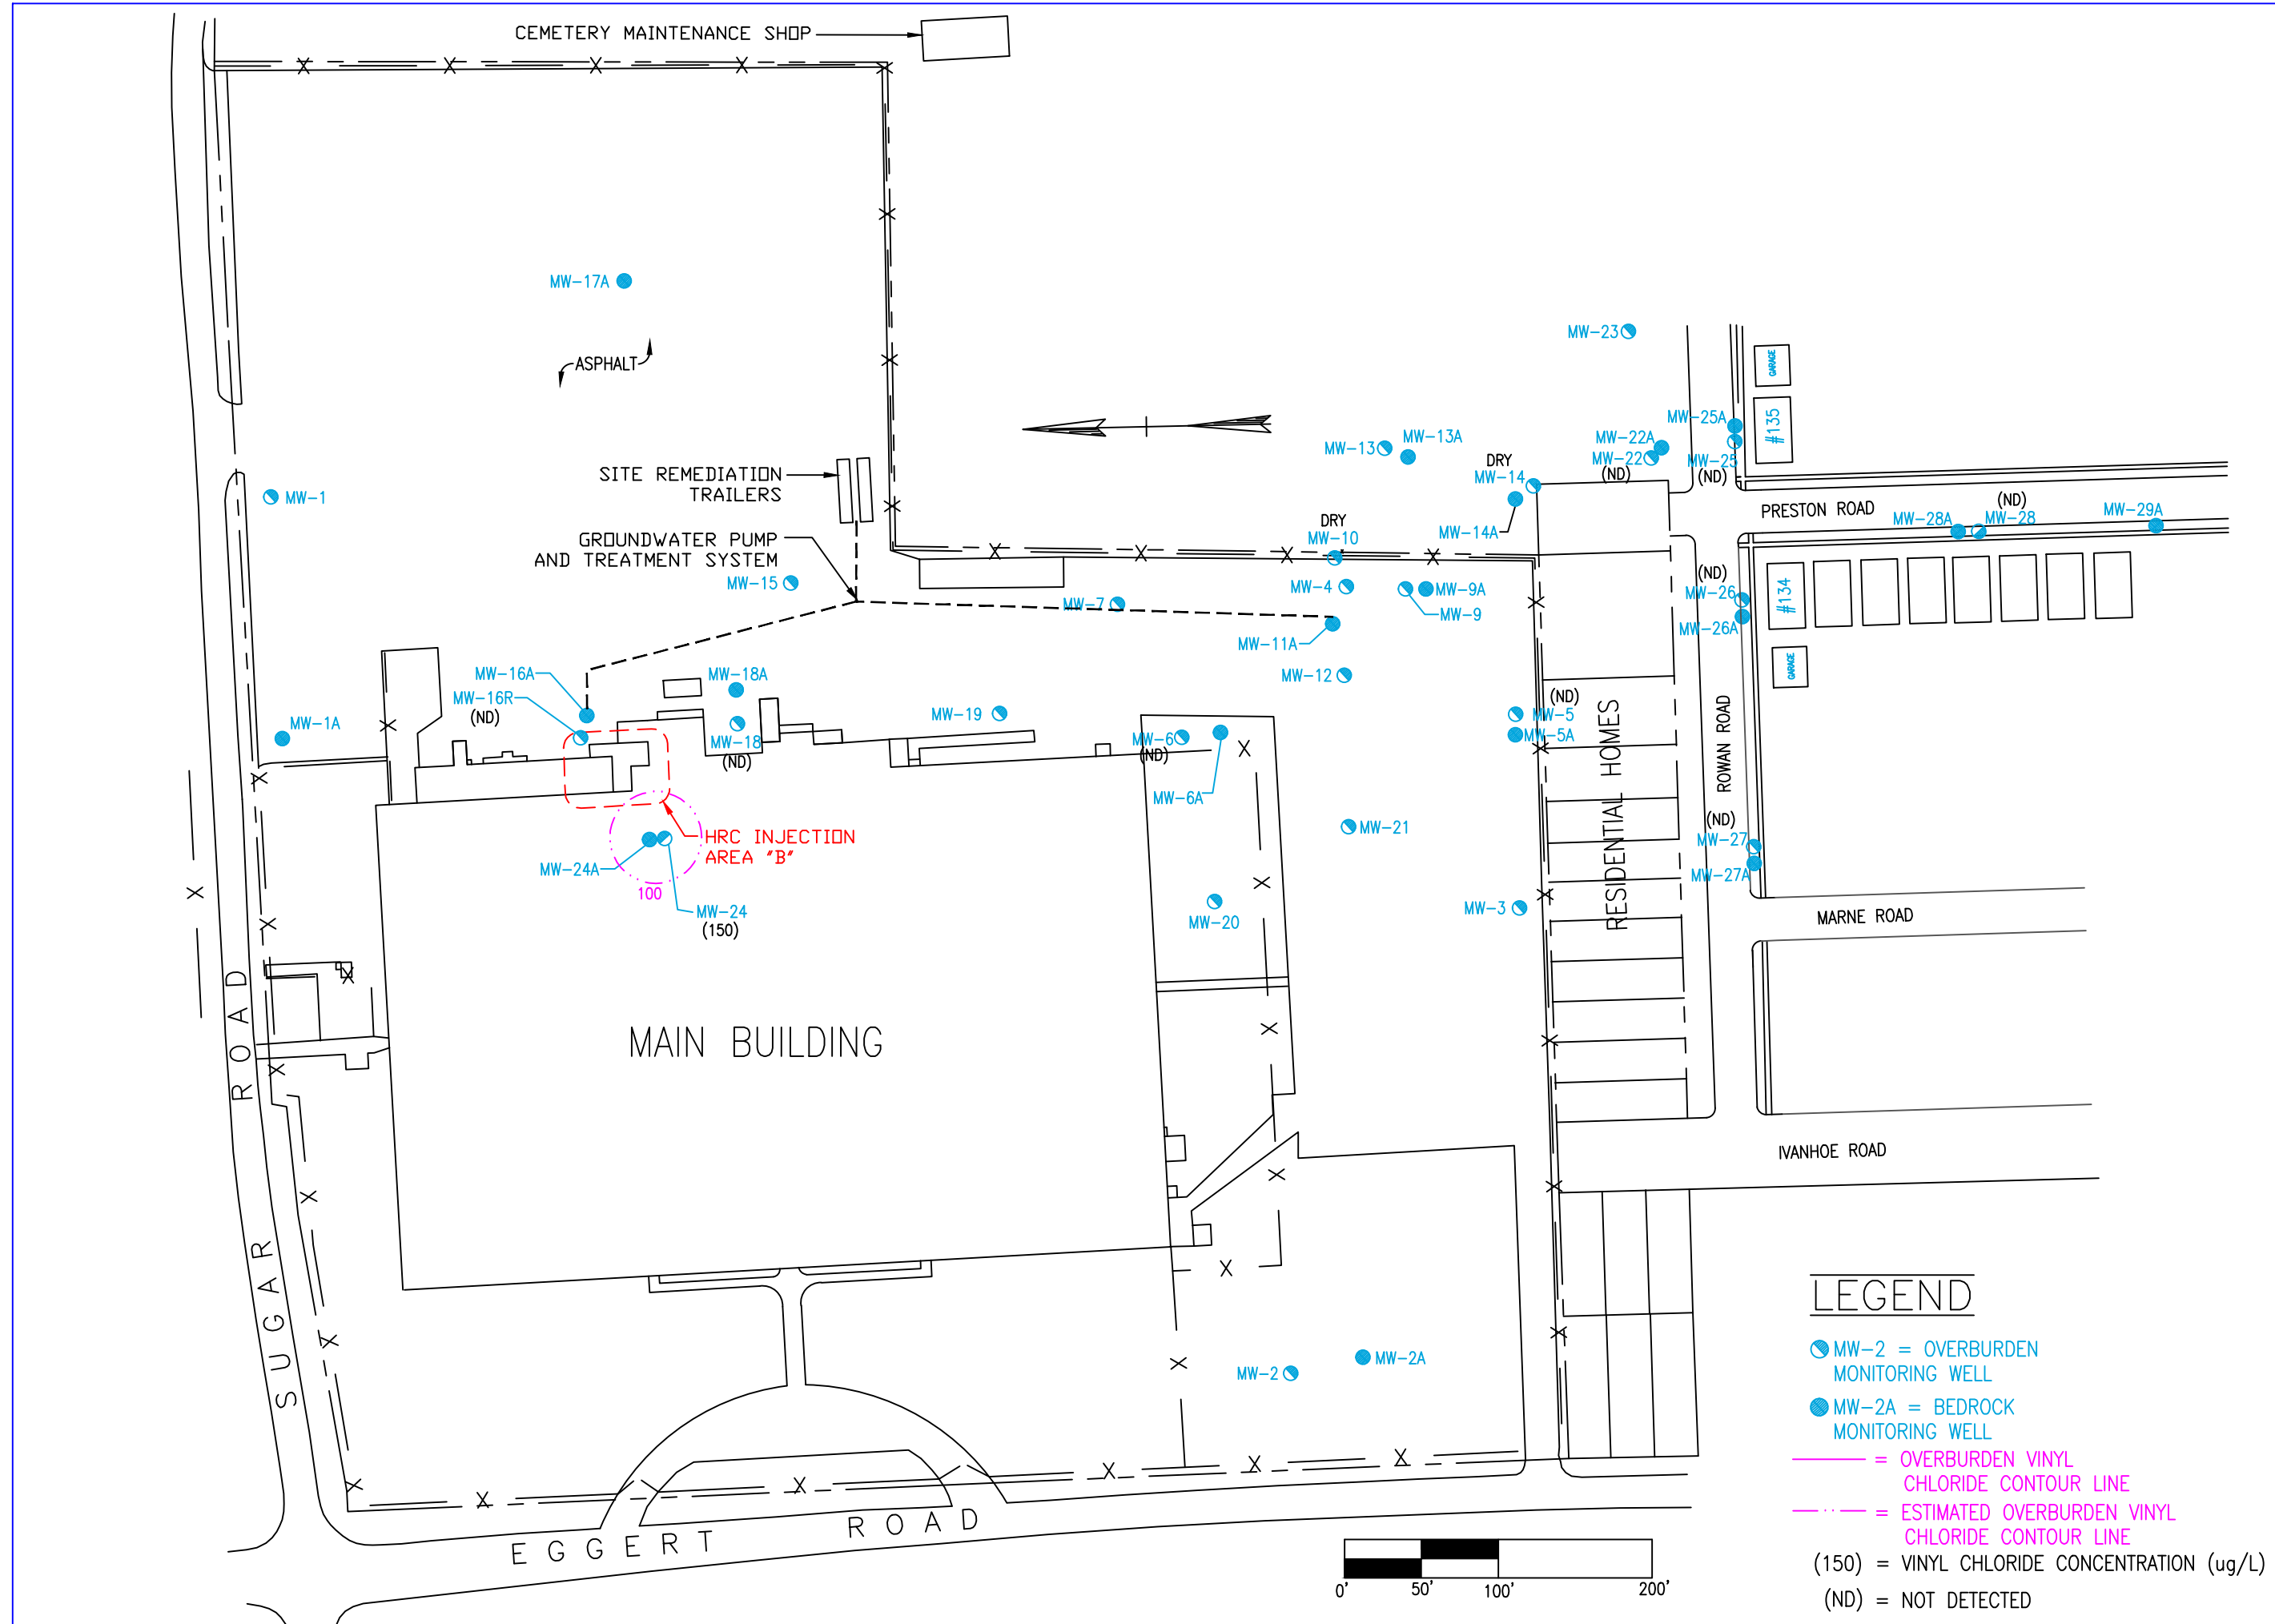 CEMETERY MAINTENANCE SHOP
MW-17A
ASPHALT
MW-23
GARAGE
#135
MW-25A
MW-25
(ND)
MW-22A
MW-22
(ND)
MW-13
MW-13A
DRY
MW-14
MW-14A
SITE REMEDIATION
TRAILERS
MW-1
GROUNDWATER PUMP
AND TREATMENT SYSTEM
DRY
MW-10
PRESTON ROAD
(ND)
MW-28A
MW-28
MW-29A
MW-15
MW-7
MW-4
MW-9A
MW-9
MW-11A
MW-12
(ND)
MW-26
MW-26A
#134
GARAGE
MW-16A
MW-16R
(ND)
MW-18A
MW-18
(ND)
MW-1A
MW-19
MW-6
(ND)
MW-6A
(ND)
MW-5
MW-5A
RESIDENTIAL HOMES
ROWAN ROAD
HRC INJECTION
AREA "B"
MW-24A
100
MW-24
(150)
MW-21
MW-20
MW-3
(ND)
MW-27
MW-27A
MARNE ROAD
MAIN BUILDING
SUGAR ROAD
IVANHOE ROAD
MW-2
MW-2A
EGGERT ROAD
0'
50'
100'
200'
LEGEND
MW-2 = OVERBURDEN
MONITORING WELL
MW-2A = BEDROCK
MONITORING WELL
= OVERBURDEN VINYL
CHLORIDE CONTOUR LINE
= ESTIMATED OVERBURDEN VINYL
CHLORIDE CONTOUR LINE
(150) = VINYL CHLORIDE CONCENTRATION (ug/L)
(ND) = NOT DETECTED